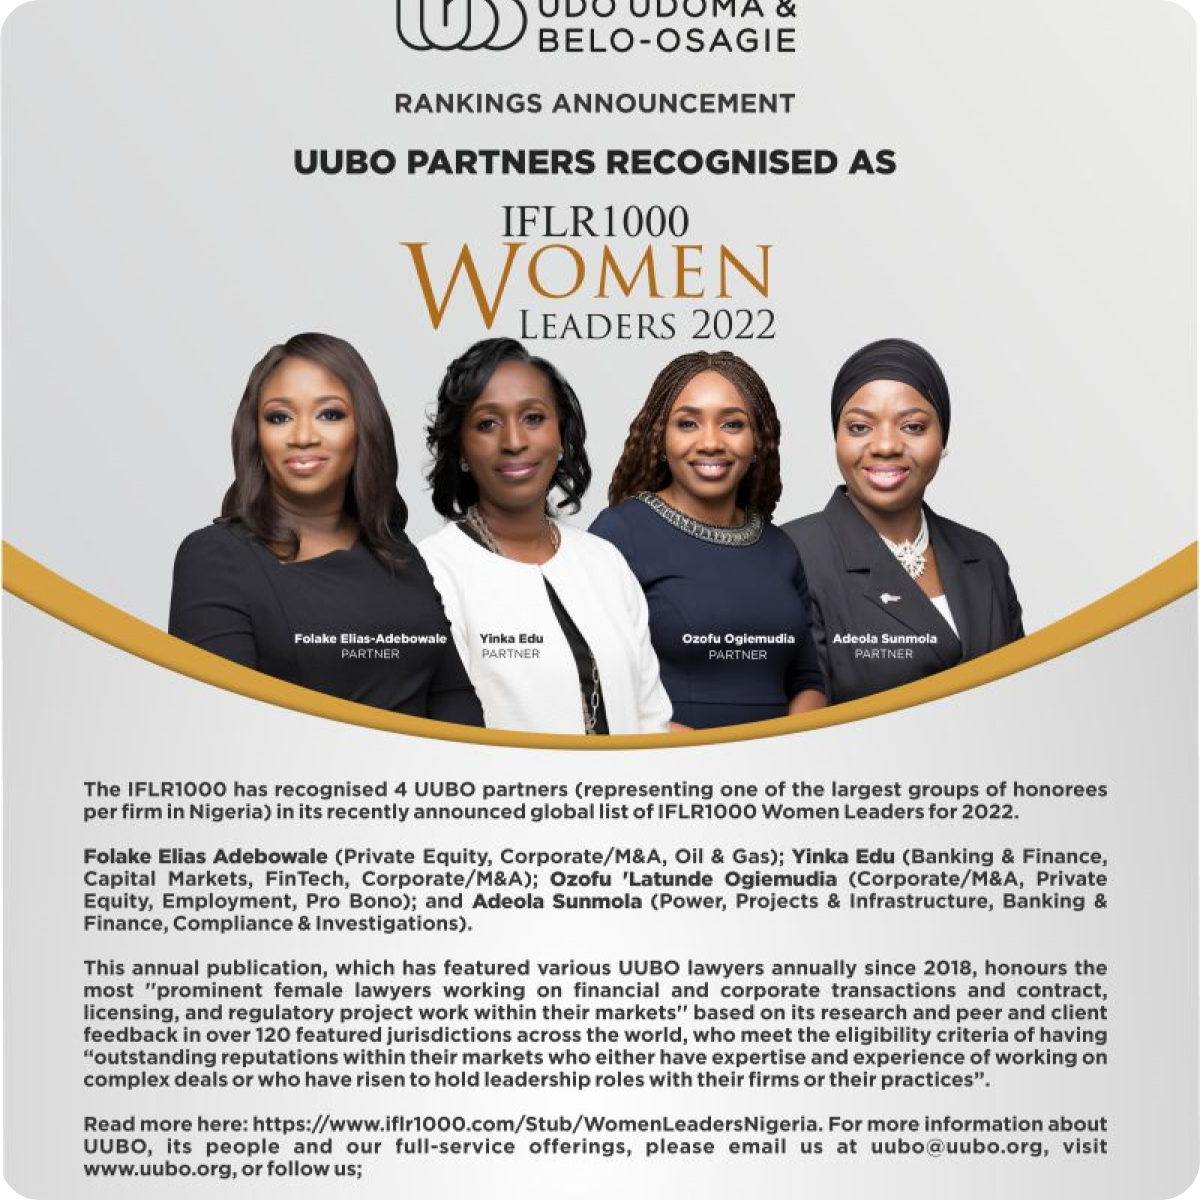 UDO UDOMA &
BELO-OSAGIE
RANKINGS ANNOUNCEMENT
UUBO PARTNERS RECOGNISED AS
IFLR1000
WOMEN
LEADERS 2022
Folake Elias-Adebowale
PARTNER
Yinka Edu
PARTNER
Ozofu Ogiemudia
PARTNER
Adeola Sunmola
PARTNER
The IFLR1000 has recognised 4 UUBO partners (representing one of the largest groups of honorees
per firm in Nigeria) in its recently announced global list of IFLR1000 Women Leaders for 2022.
Folake Elias Adebowale (Private Equity, Corporate/M&A, Oil & Gas); Yinka Edu (Banking & Finance,
Capital Markets, FinTech, Corporate/M&A); Ozofu 'Latunde Ogiemudia (Corporate/M&A, Private
Equity, Employment, Pro Bono); and Adeola Sunmola (Power, Projects & Infrastructure, Banking &
Finance, Compliance & Investigations).
This annual publication, which has featured various UUBO lawyers annually since 2018, honours the
most "prominent female lawyers working on financial and corporate transactions and contract,
licensing, and regulatory project work within their markets" based on its research and peer and client
feedback in over 120 featured jurisdictions across the world, who meet the eligibility criteria of having
“outstanding reputations within their markets who either have expertise and experience of working on
complex deals or who have risen to hold leadership roles with their firms or their practices”.
Read more here: https://www.iflr1000.com/Stub/WomenLeadersNigeria. For more information about
UUBO, its people and our full-service offerings, please email us at uubo@uubo.org, visit
www.uubo.org, or follow us;